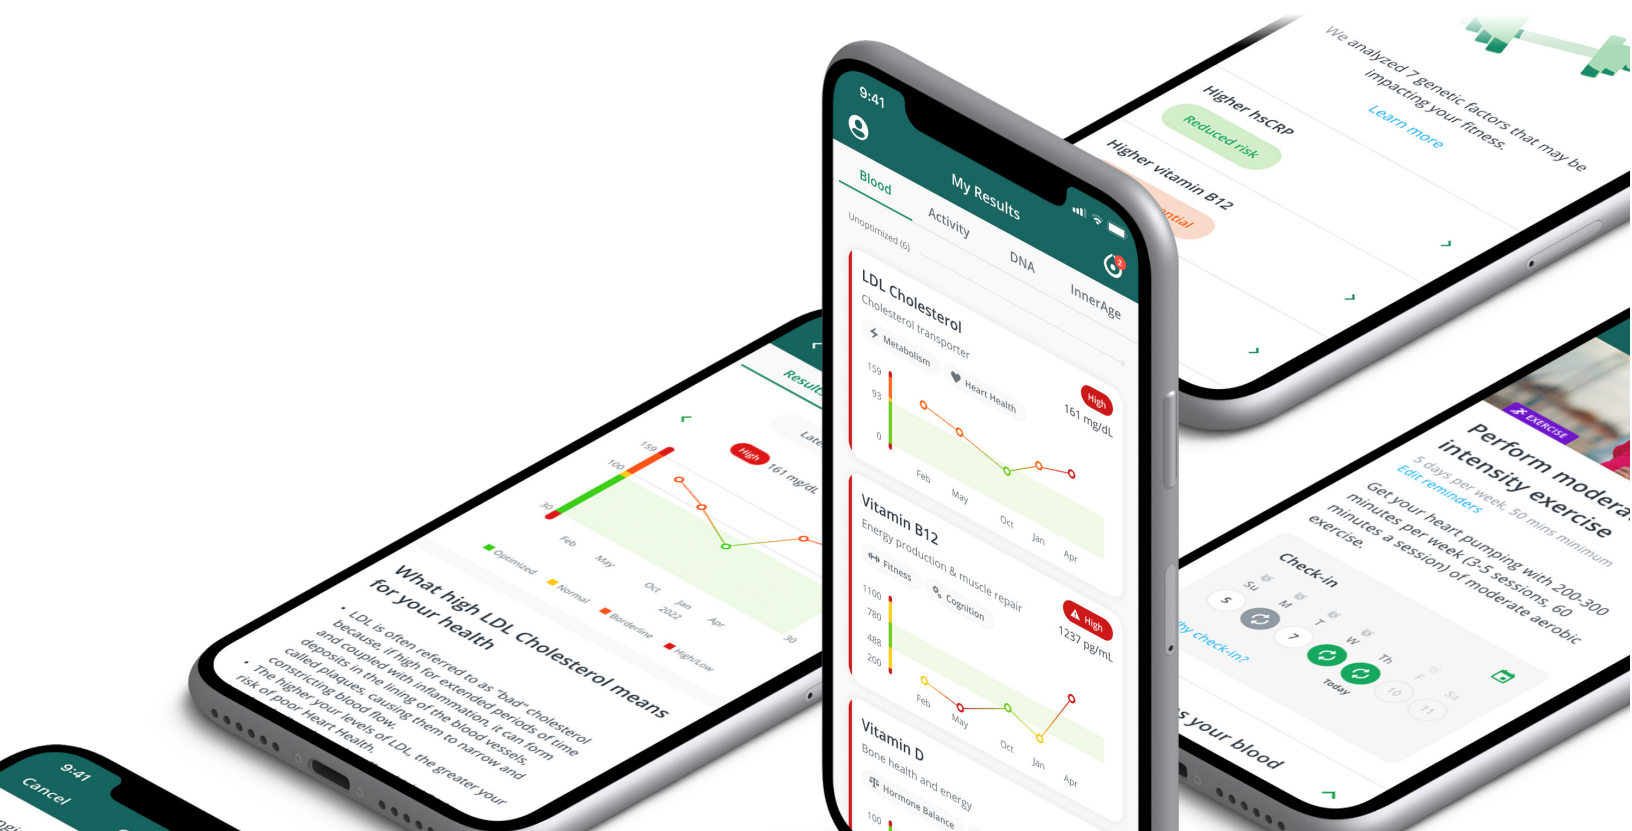 9:41
My Results
Blood
Activity
DNA
InnerAge
2
Unoptimized (6)
LDL Cholesterol
Cholesterol transporter
Metabolism
Heart Health
High
161 mg/dL
159
93
0
Feb
May
Oct
Jan
Apr
Vitamin B12
Energy production & muscle repair
Fitness
Cognition
High
1237 pg/mL
1100
780
488
200
Feb
May
Oct
Jan
Apr
Vitamin D
Bone health and energy
Hormone Balance
100
Results
High
161 mg/dL
159
100
30
Feb
May
Oct
Jan
2022
Apr
30
Optimized
Normal
Borderline
High/Low
What high LDL Cholesterol means
for your health
• LDL is often referred to as "bad" cholesterol
because, if high for extended periods of time
and coupled with inflammation, it can form
deposits in the lining of the blood vessels,
called plaques, causing them to narrow and
constricting blood flow.
• The higher your levels of LDL, the greater your
risk of poor Heart Health.
9:41
Cancel
We analyzed 7 genetic factors that may be
impacting your fitness.
Learn more
Higher hsCRP
Reduced risk
Higher vitamin B12
EXERCISE
Perform
intensity exercise
5 days per week, 50 mins minimum
Edit reminders
Get your heart pumping with 200-300
minutes per week (3-5 sessions, 60
minutes a session) of moderate aerobic
exercise.
Check-in
Su
M
T
W
Th
F
Sa
5
7
10
11
Today
check-in?
your blood